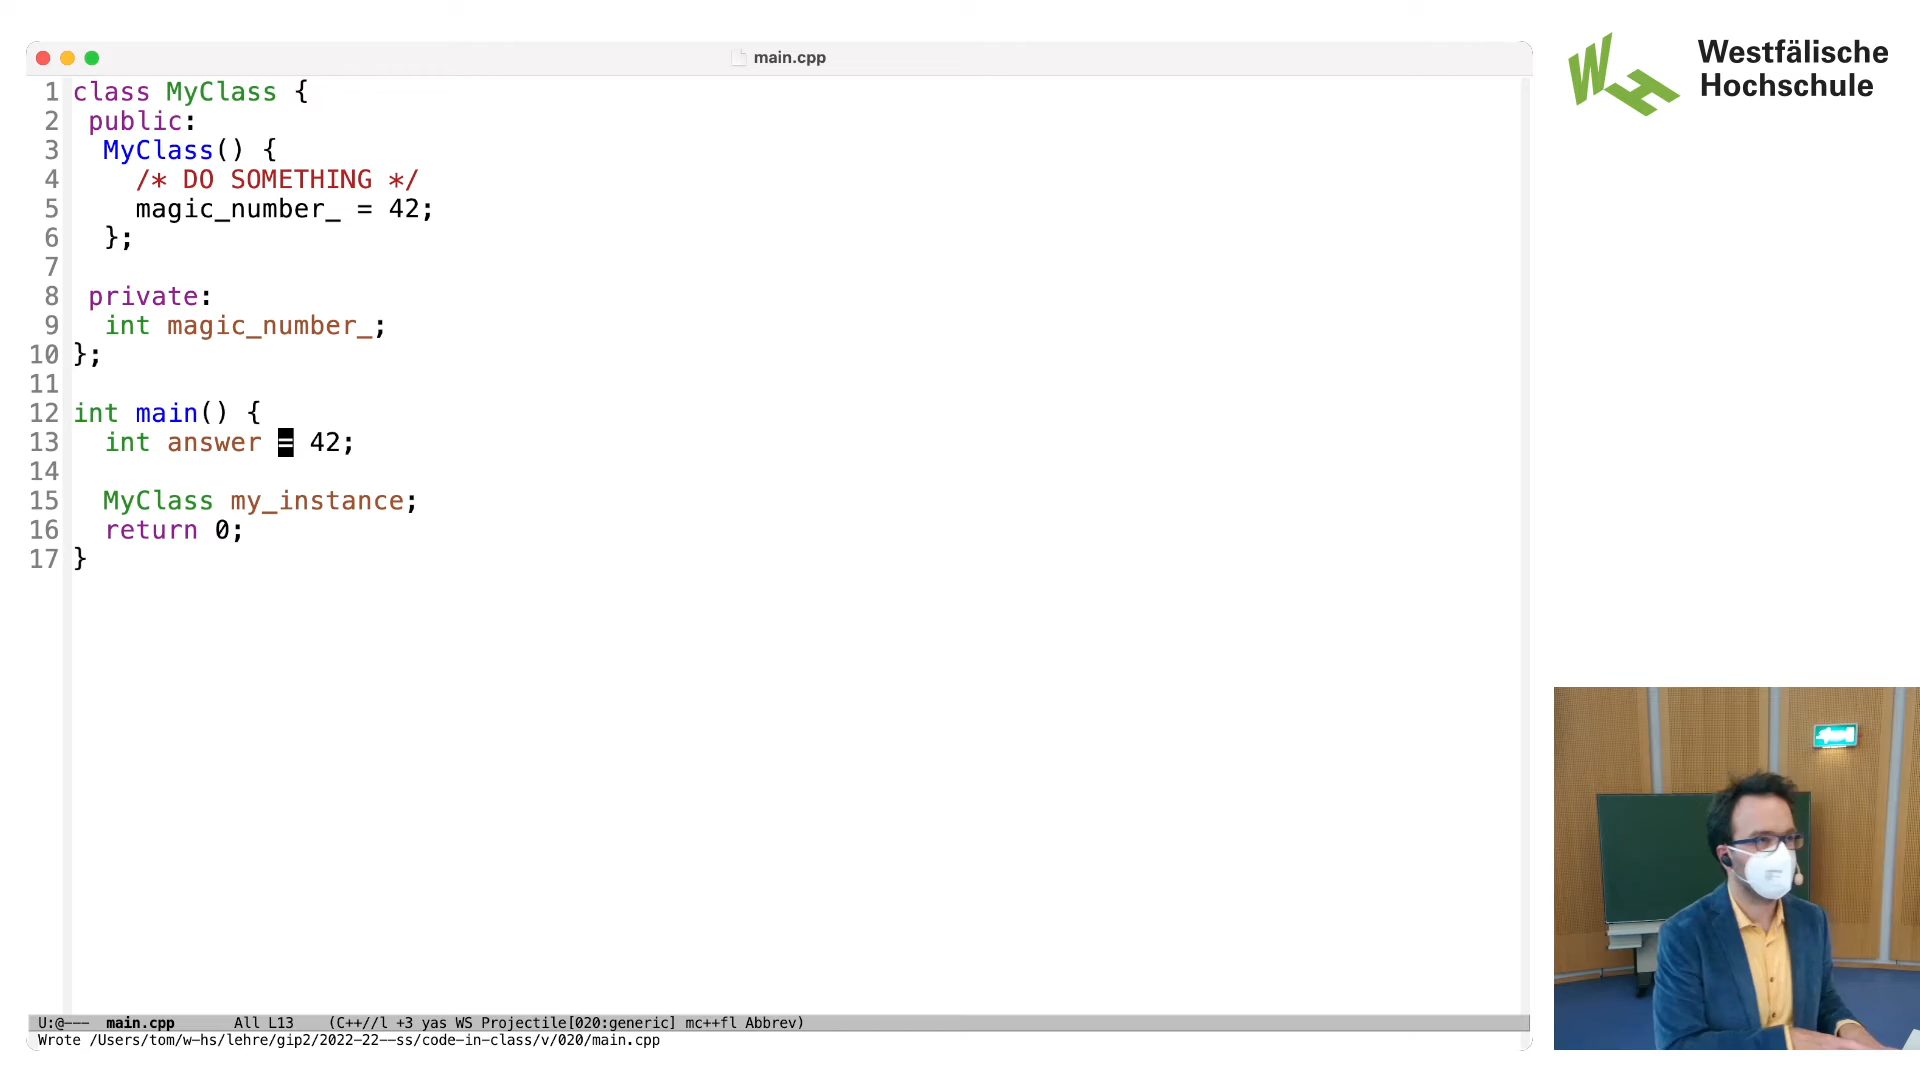 main.cpp
Westfälische
Hochschule
1 class MyClass {
2  public:
3   MyClass() {
4     /* DO SOMETHING */
5     magic_number_ = 42;
6   };
7
8  private:
9   int magic_number_;
10 };
11
12 int main() {
13   int answer = 42;
14
15   MyClass my_instance;
16   return 0;
17 }
U:@--- main.cpp All L13 (C++//l +3 yas WS Projectile[020:generic] mc++fl Abbrev)
Wrote /Users/tom/w-hs/lehre/gip2/2022-22--ss/code-in-class/v/020/main.cpp